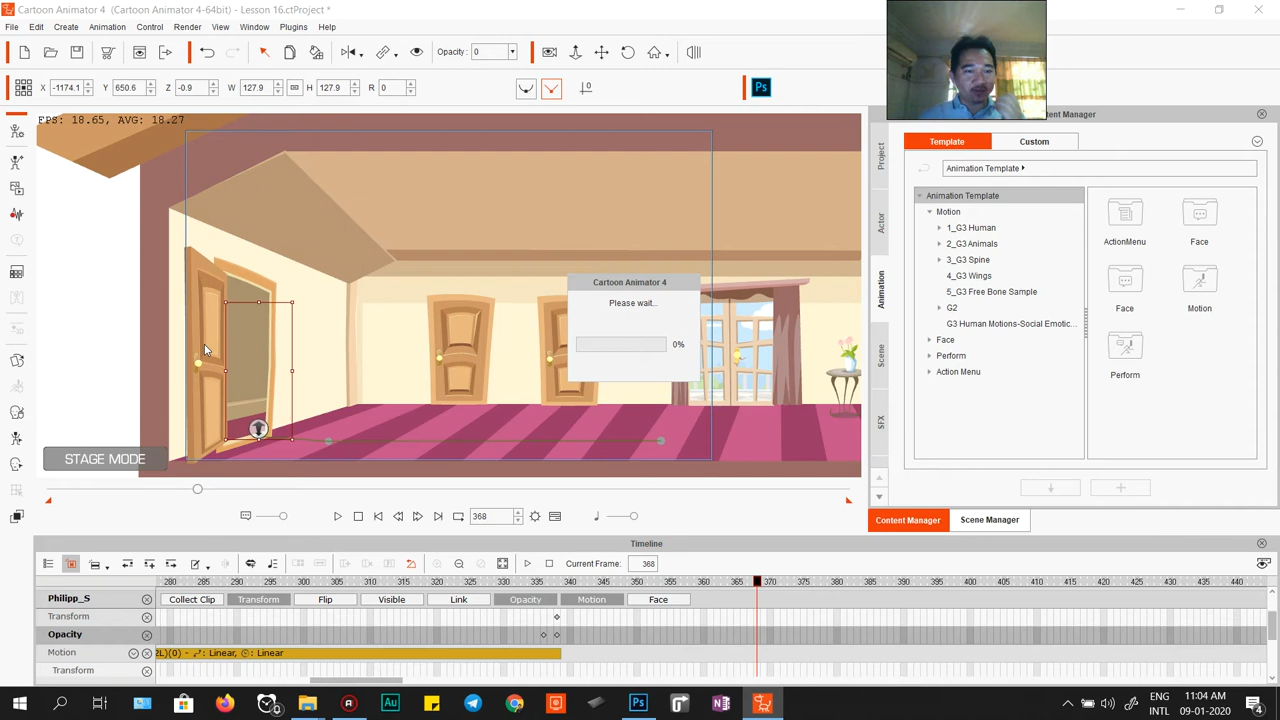 Cartoon Animator 4 (Cartoon Animator 4-64bit) - Lesson 16.ctProject *
File Edit Create Animation Control Render View Window Plugins Help
Opacity: 0
X -1174.1 Y 650.6 Z -0.9 W 127.9 H 127.9 R 0
Ps
FPS: 18.65, AVG: 18.27
STAGE MODE
Cartoon Animator 4
Please wait...
0%
368
ntent Manager
Template
Custom
Animation Template
Project
Actor
Animation
Scene
SFX
Animation Template
Motion
1_G3 Human
2_G3 Animals
3_G3 Spine
4_G3 Wings
5_G3 Free Bone Sample
G2
G3 Human Motions-Social Emotic...
Face
Perform
Action Menu
ActionMenu
Face
Face
Motion
Perform
Content Manager
Scene Manager
Timeline
Current Frame: 368
280 285 290 295 300 305 310 315 320 325 330 335 340 345 350 355 360 365 370 375 380 385 390 395 400 405 410 415 420 425 430 435 440
Philipp_S
Collect Clip Transform Flip Visible Link Opacity Motion Face
Transform
Opacity
Motion
2L)(0) - : Linear, : Linear
Transform
Au
Ps
ENG
INTL
11:04 AM
09-01-2020